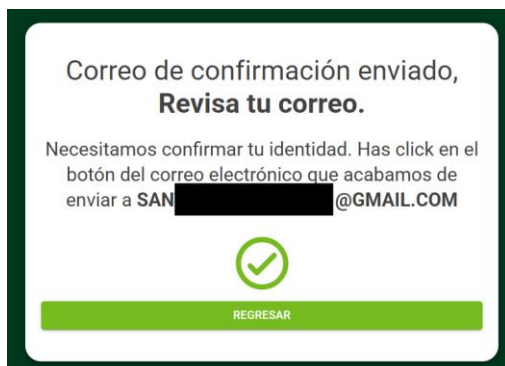 Correo de confirmación enviado,
Revisa tu correo.
Necesitamos confirmar tu identidad. Has click en el
botón del correo electrónico que acabamos de
enviar a SAN @GMAIL.COM
REGRESAR